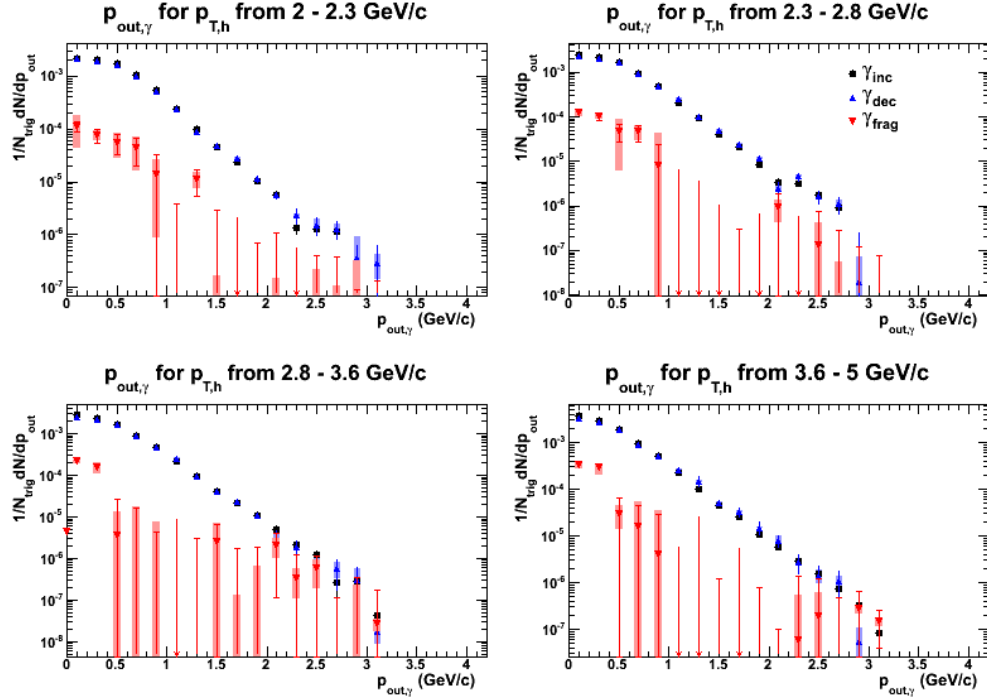 p_out,γ for p_T,h from 2 - 2.3 GeV/c
1/N_trig dN/dp_out
10^-3
10^-4
10^-5
10^-6
10^-7
0 0.5 1 1.5 2 2.5 3 3.5 4
p_out,γ (GeV/c)
p_out,γ for p_T,h from 2.3 - 2.8 GeV/c
1/N_trig dN/dp_out
γ_inc
γ_dec
γ_frag
10^-3
10^-4
10^-5
10^-6
10^-7
10^-8
0 0.5 1 1.5 2 2.5 3 3.5 4
p_out,γ (GeV/c)
p_out,γ for p_T,h from 2.8 - 3.6 GeV/c
1/N_trig dN/dp_out
10^-3
10^-4
10^-5
10^-6
10^-7
10^-8
0 0.5 1 1.5 2 2.5 3 3.5 4
p_out,γ (GeV/c)
p_out,γ for p_T,h from 3.6 - 5 GeV/c
1/N_trig dN/dp_out
10^-3
10^-4
10^-5
10^-6
10^-7
0 0.5 1 1.5 2 2.5 3 3.5 4
p_out,γ (GeV/c)